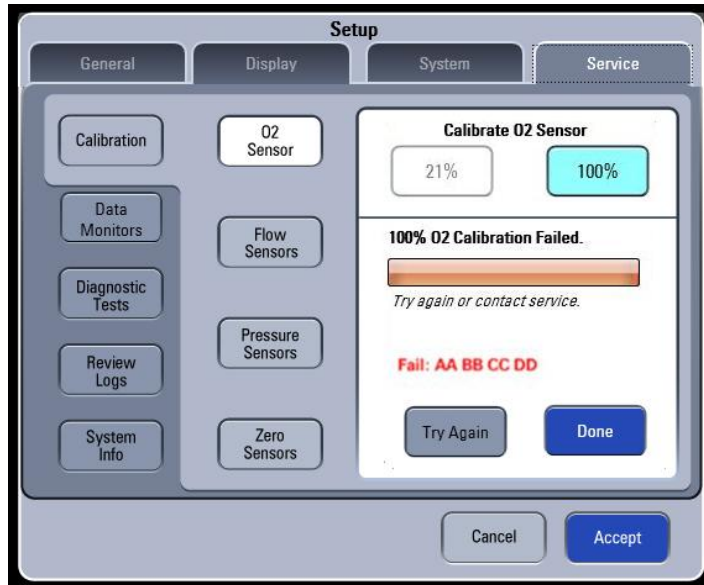 Setup
General
Display
System
Service
Calibration
Data
Monitors
Diagnostic
Tests
Review
Logs
System
Info
O2
Sensor
Flow
Sensors
Pressure
Sensors
Zero
Sensors
Calibrate O2 Sensor
21%
100%
100% O2 Calibration Failed.
Try again or contact service.
Fail: AA BB CC DD
Try Again
Done
Cancel
Accept